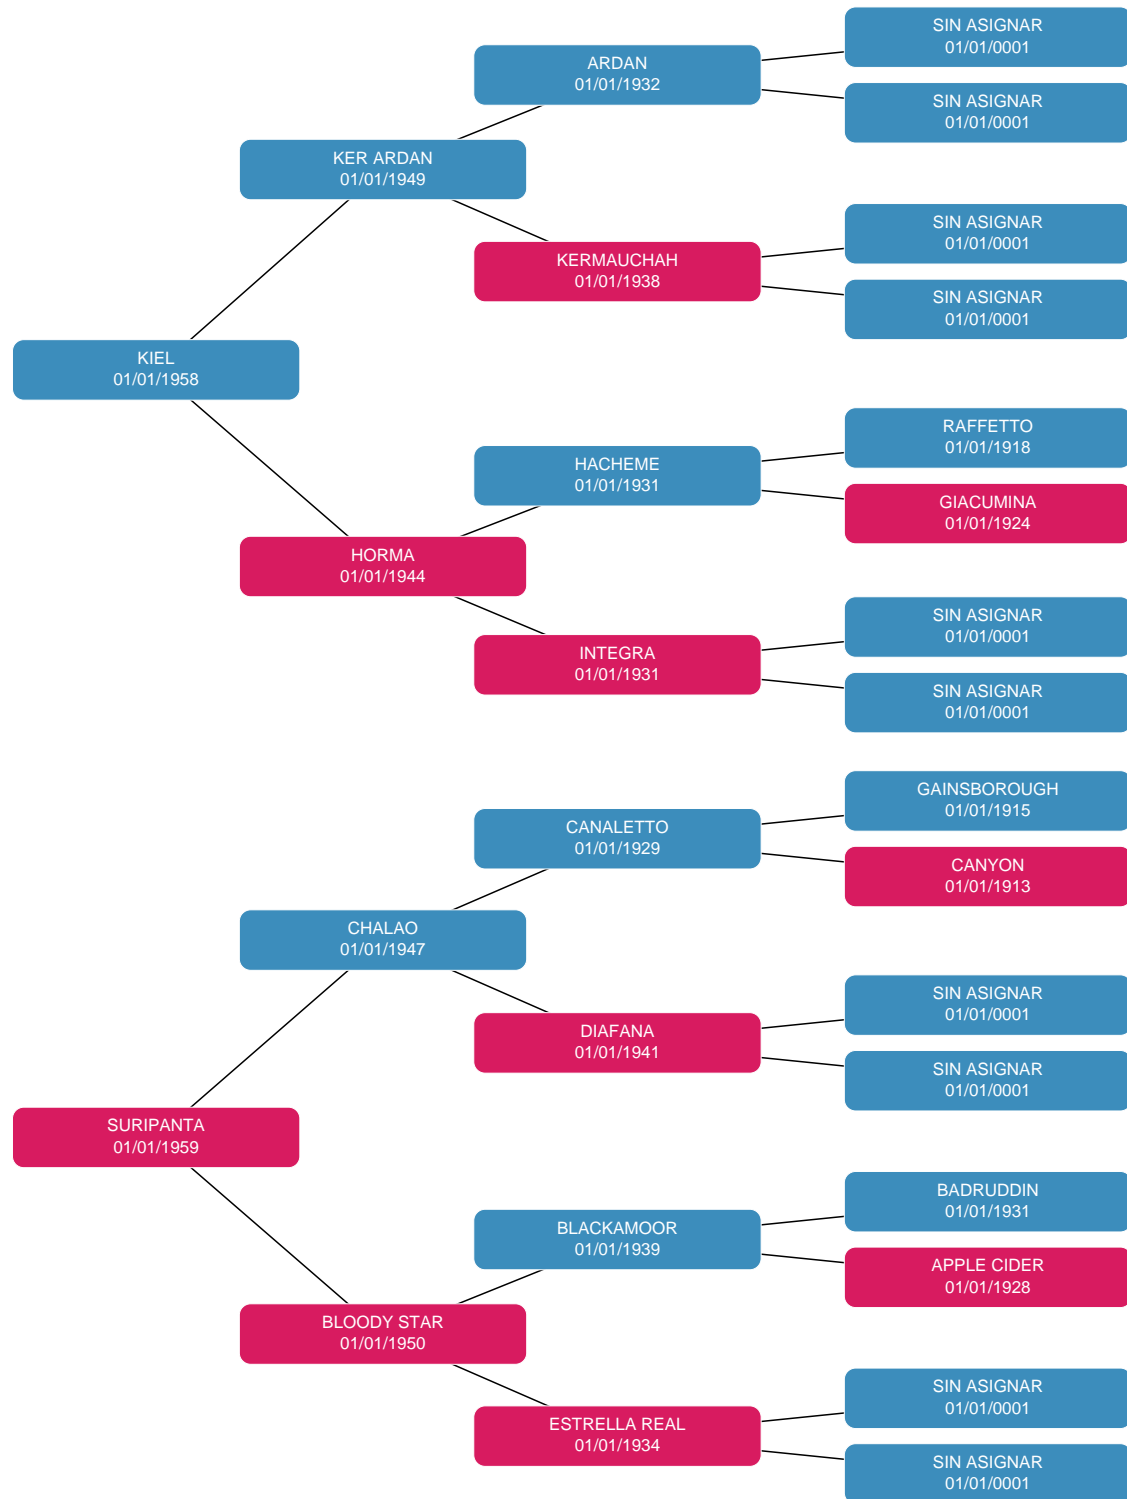 SIN ASIGNAR
01/01/0001
ARDAN
01/01/1932
SIN ASIGNAR
01/01/0001
KER ARDAN
01/01/1949
SIN ASIGNAR
01/01/0001
KERMAUCHAH
01/01/1938
SIN ASIGNAR
01/01/0001
KIEL
01/01/1958
RAFFETTO
01/01/1918
HACHEME
01/01/1931
GIACUMINA
01/01/1924
HORMA
01/01/1944
SIN ASIGNAR
01/01/0001
INTEGRA
01/01/1931
SIN ASIGNAR
01/01/0001
GAINSBOROUGH
01/01/1915
CANALETTO
01/01/1929
CANYON
01/01/1913
CHALAO
01/01/1947
SIN ASIGNAR
01/01/0001
DIAFANA
01/01/1941
SIN ASIGNAR
01/01/0001
SURIPANTA
01/01/1959
BADRUDDIN
01/01/1931
BLACKAMOOR
01/01/1939
APPLE CIDER
01/01/1928
BLOODY STAR
01/01/1950
SIN ASIGNAR
01/01/0001
ESTRELLA REAL
01/01/1934
SIN ASIGNAR
01/01/0001